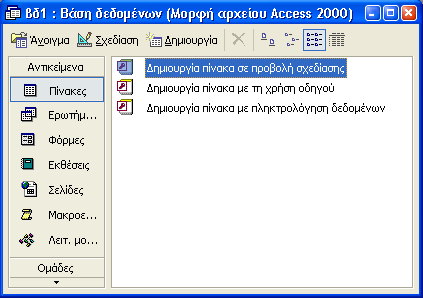 βδ1 : Βάση δεδομένων (Μορφή αρχείου Access 2000)
Άνοιγμα Σχεδίαση Δημιουργία
Αντικείμενα
Πίνακες
Ερωτήμ...
Φόρμες
Εκθέσεις
Σελίδες
Μακροε...
Λειτ. μο...
Ομάδες
Δημιουργία πίνακα σε προβολή σχεδίασης
Δημιουργία πίνακα με τη χρήση οδηγού
Δημιουργία πίνακα με πληκτρολόγηση δεδομένων